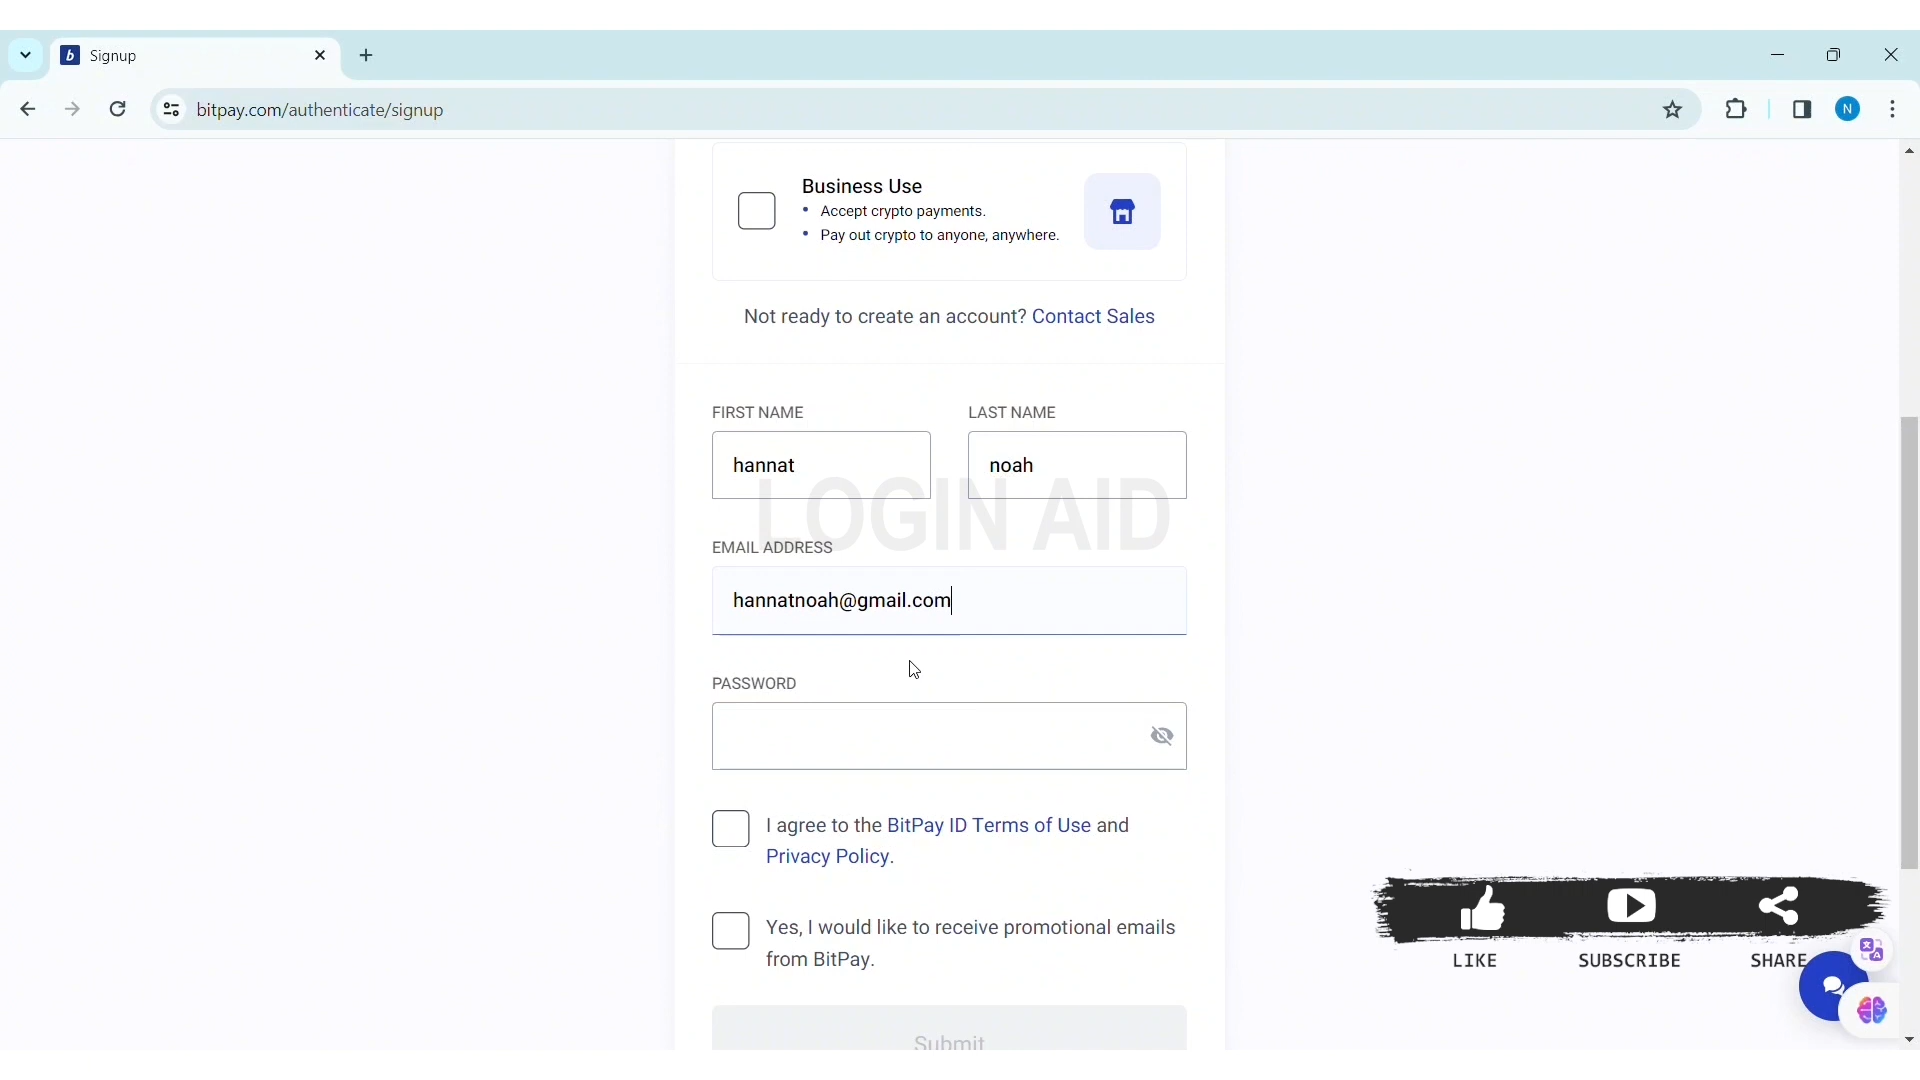 b Signup
bitpay.com/authenticate/signup
N
Business Use
• Accept crypto payments.
• Pay out crypto to anyone, anywhere.
Not ready to create an account? Contact Sales
FIRST NAME LAST NAME
hannat noah
LOGIN AID
EMAIL ADDRESS
hannatnoah@gmail.com
PASSWORD
I agree to the BitPay ID Terms of Use and
Privacy Policy.
Yes, I would like to receive promotional emails
from BitPay.
LIKE SUBSCRIBE SHARE
Submit